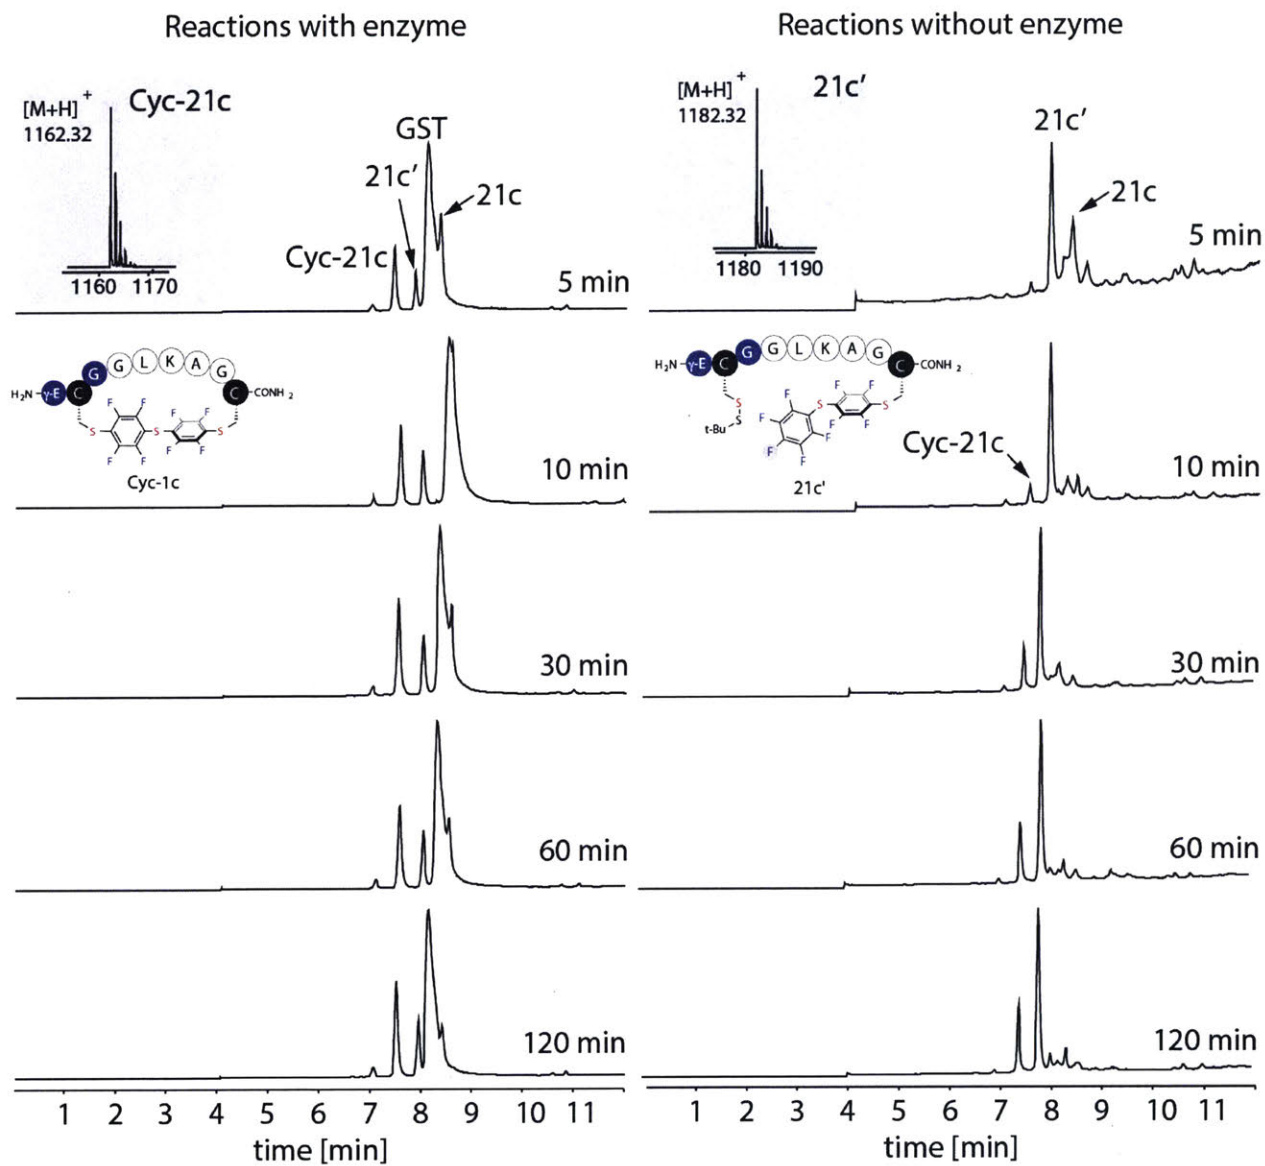 Reactions with enzyme
Reactions without enzyme
[M+H]+
1162.32
Cyc-21c
1160 1170
GST
21c'
21c
Cyc-21c
5 min
H2N γ-E C G G L K A G C CONH2
S F F F F S F F F F S
Cyc-1c
10 min
30 min
60 min
120 min
1 2 3 4 5 6 7 8 9 10 11
time [min]
[M+H]+
1182.32
21c'
1180 1190
21c'
21c
5 min
H2N γ-E C G G L K A G C CONH2
S
S
t-Bu
F F F F F S F F F F S
21c'
Cyc-21c
10 min
30 min
60 min
120 min
1 2 3 4 5 6 7 8 9 10 11
time [min]